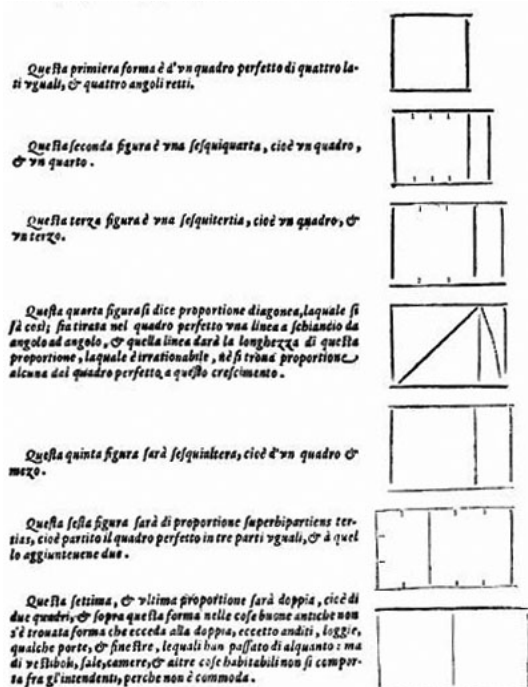 Queſta primiera forma è d'vn quadro perfetto di quattro la-
ti vguali, & quattro angoli retti.
Queſta ſeconda figura è vna ſeſquiquarta, cioè vn quadro,
& vn quarto.
Queſta terza figura è vna ſeſquitertia, cioè vn quadro, &
vn terzo.
Queſta quarta figura ſi dice proportione diagonea, laquale ſi
fà così; ſia tirata nel quadro perfetto vna linea a ſchiancio da
angolo ad angolo, & quella linea darà la longhezza di queſta
proportione, laquale è irrationabile, nè ſi troua proportione
alcuna dal quadro perfetto a queſto creſcimento.
Queſta quinta figura ſarà ſeſquialtera, cioè d'vn quadro &
mezo.
Queſta ſeſta figura ſarà di proportione ſuperbipartiens ter-
tias, cioè partito il quadro perfetto in tre parti vguali, & à quel
lo aggiuntouene due.
Queſta ſettima, & vltima proportione ſarà doppia, cioè di
due quadri, & ſopra queſta forma nelle coſe buone antiche non
s'è trouata forma che ecceda alla doppia, eccetto anditi, loggie,
qualche porte, & fineſtre, lequali han paſſato di alquanto: ma
di veſtiboli, ſale, camere, & altre coſe habitabili non ſi compor-
ta fra gl'intendenti, perche non è commoda.